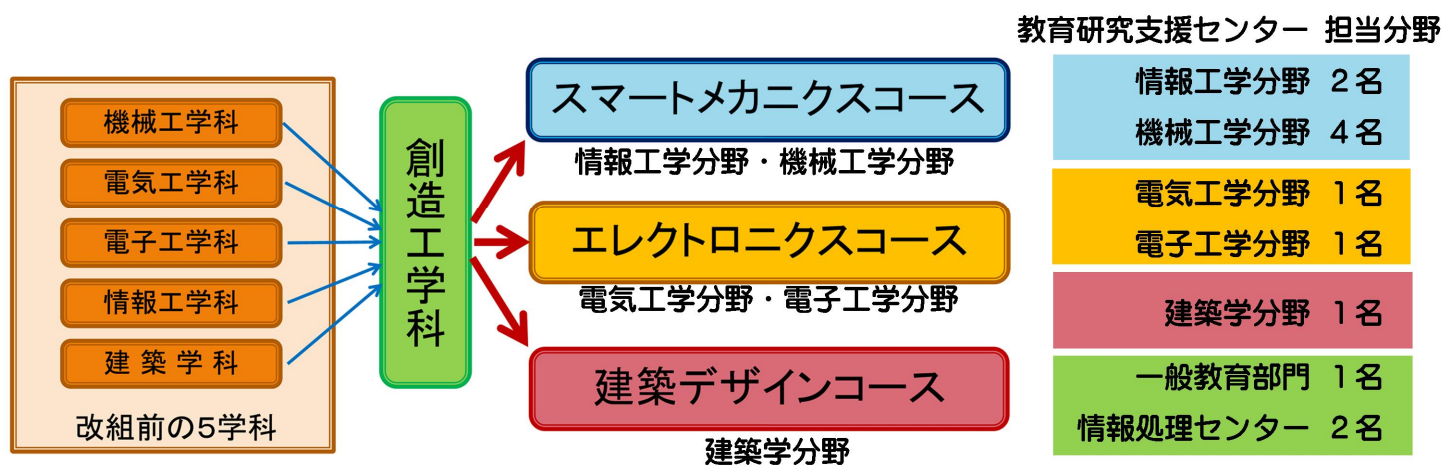 機械工学科
電気工学科
電子工学科
情報工学科
建 築 学 科
改組前の5学科
創造工学科
スマートメカニクスコース
情報工学分野・機械工学分野
エレクトロニクスコース
電気工学分野・電子工学分野
建築デザインコース
建築学分野
教育研究支援センター 担当分野
情報工学分野 2名
機械工学分野 4名
電気工学分野 1名
電子工学分野 1名
建築学分野 1名
一般教育部門 1名
情報処理センター 2名